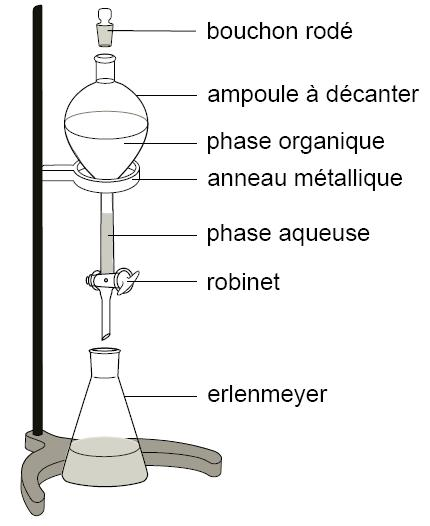 bouchon rodé
ampoule à décanter
phase organique
anneau métallique
phase aqueuse
robinet
erlenmeyer